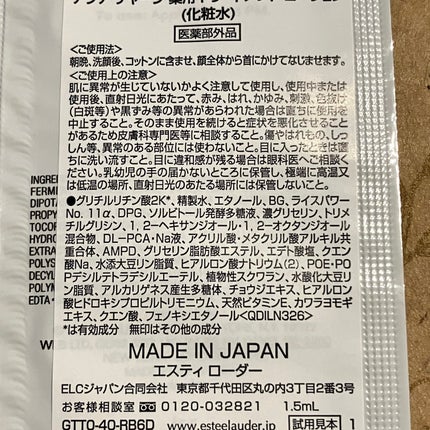 (化粧水)
医薬部外品
<ご使用法>
朝晩、洗顔後、コットンに含ませ、顔全体から首にかけてなじませます。
<ご使用上の注意>
肌に異常が生じていないかよく注意して使用し、使用中または
使用後、直射日光にあたって、赤み、はれ、かゆみ、刺激、色抜け
(白斑等)や黒ずみ等の異常があらわれた場合は直ちに使用を
中止すること。そのまま使用を続けると症状を悪化させることが
あるため皮膚科専門医等に相談すること。傷やはれもの、しっ
しん等、異常のある部位には使わないこと。目に入ったときは直
ちに洗い流すこと。目に違和感が残る場合は眼科医へご相談く
ださい。乳幼児の手の届かないところに保管し、極端に高温又
は低温の場所、直射日光のあたる場所には保管しないこと。
●グリチルリチン酸2K*、精製水、エタノール、BG、ライスパワー
No. 11α、DPG、ソルビトール発酵多糖液、濃グリセリン、トリメ
チルグリシン、1, 2-ヘキサンジオール・1, 2-オクタンジオール
混合物、DL-PCA・Na液、アクリル酸・メタクリル酸アルキル共
重合体、AMPD、グリセリン脂肪酸エステル、エデト酸塩、クエン
酸Na、水添大豆リン脂質、ヒアルロン酸ナトリウム(2)、POE・PO
Pデシルテトラデシルエーテル、植物性スクワラン、水酸化大豆リ
ン脂質、アルカリゲネス産生多糖体、チョウジエキス、ヒアルロン
酸ヒドロキシプロピルトリモニウム、天然ビタミンE、カワラヨモギ
エキス、クエン酸、フェノキシエタノール<QDILN326>
*は有効成分 無印はその他の成分
MADE IN JAPAN
エスティ ローダー
ELCジャパン合同会社 東京都千代田区丸の内3丁目2番3号
お客様相談室 0120-032821 1.5mL
GTT0-40-RB6D www.esteelauder.jp 試用見本 1